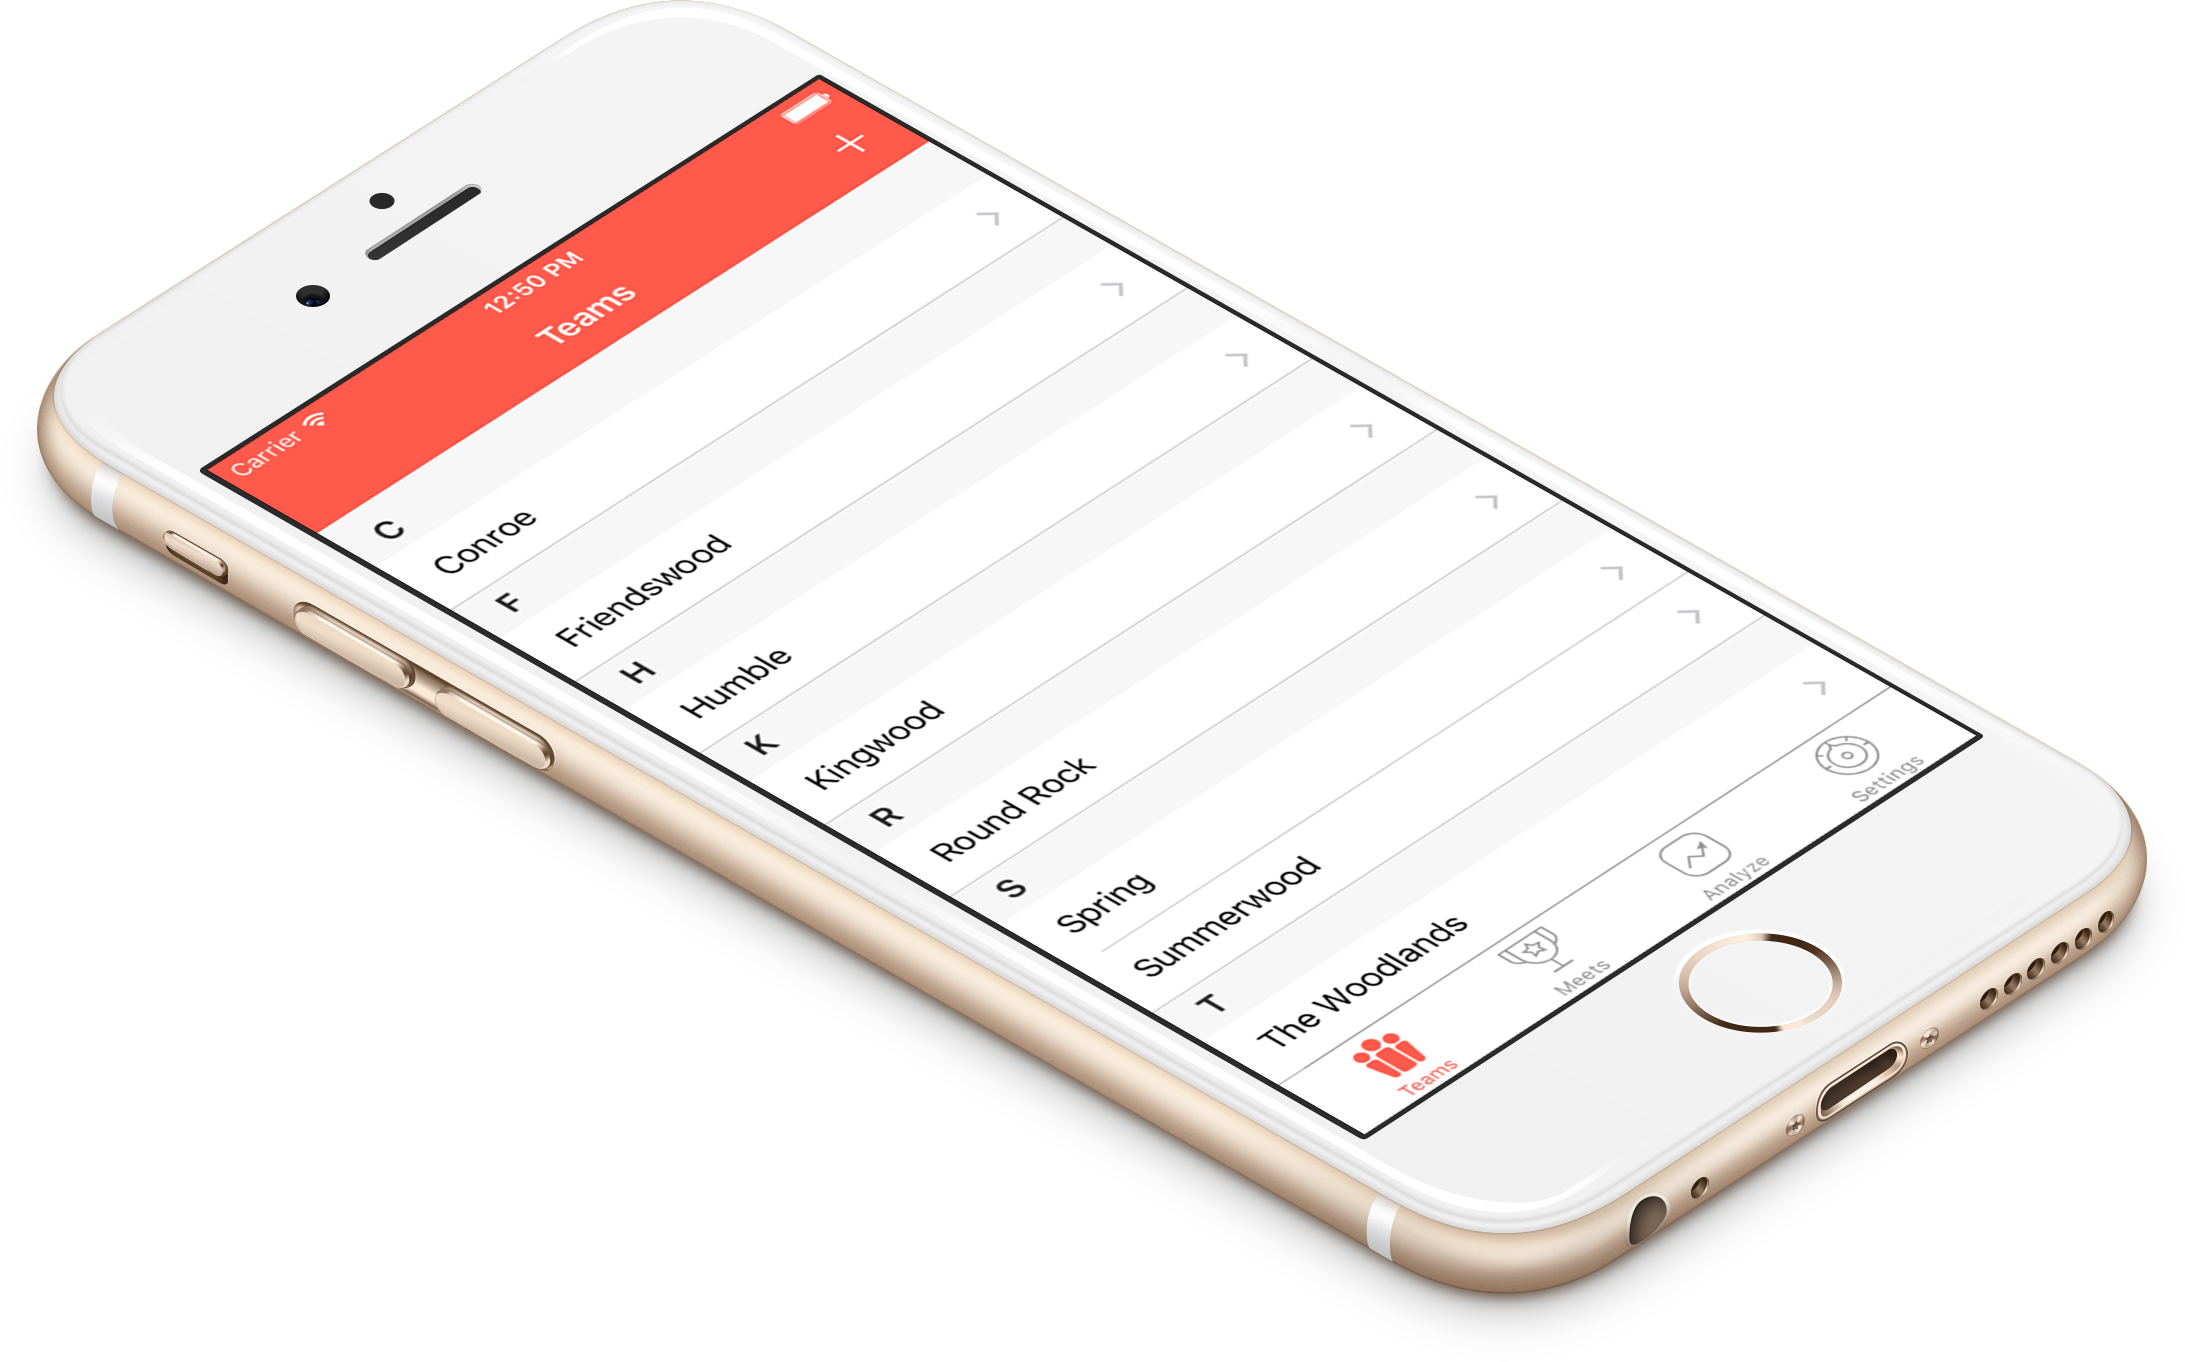 Carrier 12:50 PM
Teams
C
Conroe
F
Friendswood
H
Humble
K
Kingwood
R
Round Rock
S
Spring
Summerwood
T
The Woodlands
Teams
Meets
Analyze
Settings